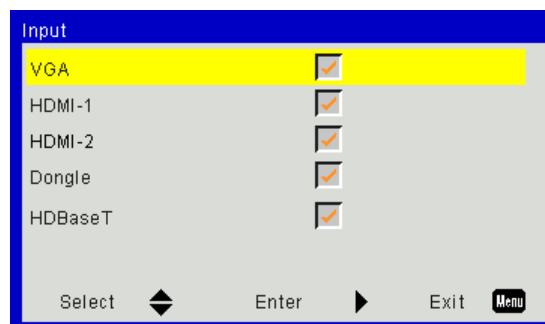 Input
VGA
HDMI-1
HDMI-2
Dongle
HDBaseT
Select Enter Exit Menu